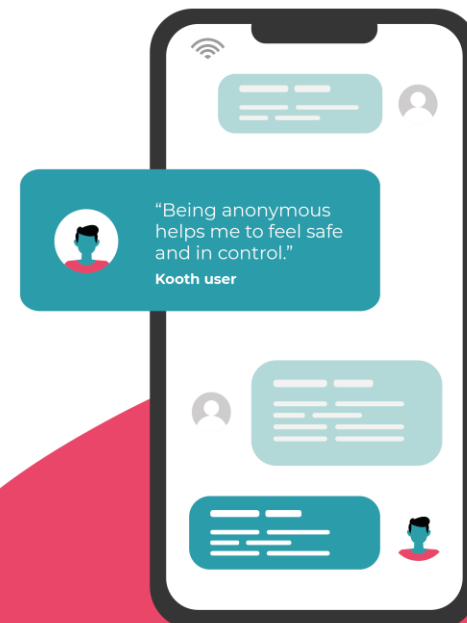 “Being anonymous
helps me to feel safe
and in control.”
Kooth user